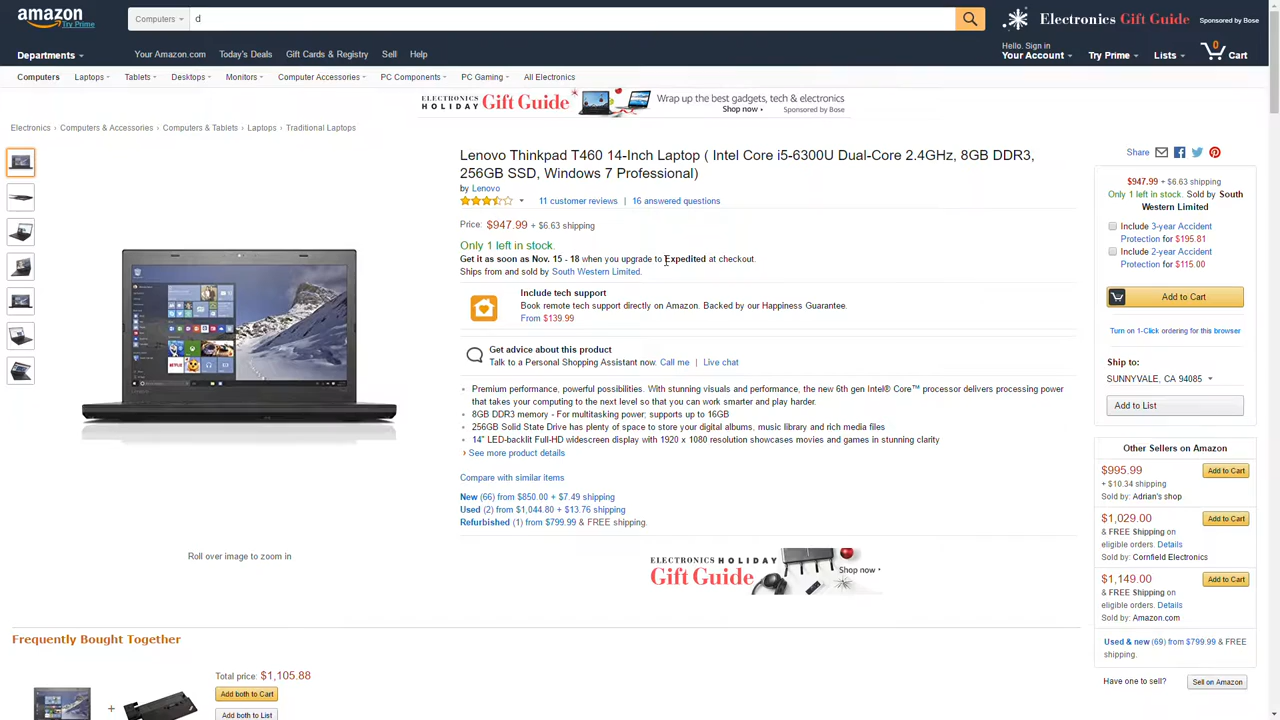 amazon
Try Prime
Computers
d
Electronics Gift Guide
Sponsored by Bose
Departments
Your Amazon.com
Today's Deals
Gift Cards & Registry
Sell
Help
Hello. Sign in
Your Account
Try Prime
Lists
0
Cart
Computers
Laptops
Tablets
Desktops
Monitors
Computer Accessories
PC Components
PC Gaming
All Electronics
ELECTRONICS
HOLIDAY
Gift Guide
Wrap up the best gadgets, tech & electronics
Shop now
Sponsored by Bose
Electronics › Computers & Accessories › Computers & Tablets › Laptops › Traditional Laptops
Lenovo Thinkpad T460 14-Inch Laptop ( Intel Core i5-6300U Dual-Core 2.4GHz, 8GB DDR3,
256GB SSD, Windows 7 Professional)
by Lenovo
11 customer reviews | 16 answered questions
Price: $947.99 + $6.63 shipping
Only 1 left in stock.
Get it as soon as Nov. 15 - 18 when you upgrade to Expedited at checkout.
Ships from and sold by South Western Limited.
Include tech support
Book remote tech support directly on Amazon. Backed by our Happiness Guarantee.
From $139.99
Get advice about this product
Talk to a Personal Shopping Assistant now. Call me | Live chat
• Premium performance, powerful possibilities. With stunning visuals and performance, the new 6th gen Intel® Core™ processor delivers processing power
that takes your computing to the next level so that you can work smarter and play harder.
• 8GB DDR3 memory - For multitasking power; supports up to 16GB
• 256GB Solid State Drive has plenty of space to store your digital albums, music library and rich media files
• 14" LED-backlit Full-HD widescreen display with 1920 x 1080 resolution showcases movies and games in stunning clarity
› See more product details
Compare with similar items
New (66) from $850.00 + $7.49 shipping
Used (2) from $1,044.80 + $13.76 shipping
Refurbished (1) from $799.99 & FREE shipping.
Roll over image to zoom in
ELECTRONICS HOLIDAY
Gift Guide
Shop now
Frequently Bought Together
Total price: $1,105.88
Add both to Cart
+
Add both to List
Share
$947.99 + $6.63 shipping
Only 1 left in stock. Sold by South
Western Limited
Include 3-year Accident
Protection for $195.81
Include 2-year Accident
Protection for $115.00
Add to Cart
Turn on 1-Click ordering for this browser
Ship to:
SUNNYVALE, CA 94085
Add to List
Other Sellers on Amazon
$995.99
Add to Cart
+ $10.34 shipping
Sold by: Adrian's shop
$1,029.00
Add to Cart
& FREE Shipping on
eligible orders. Details
Sold by: Cornfield Electronics
$1,149.00
Add to Cart
& FREE Shipping on
eligible orders. Details
Sold by: Amazon.com
Used & new (69) from $799.99 & FREE
shipping.
Have one to sell?
Sell on Amazon